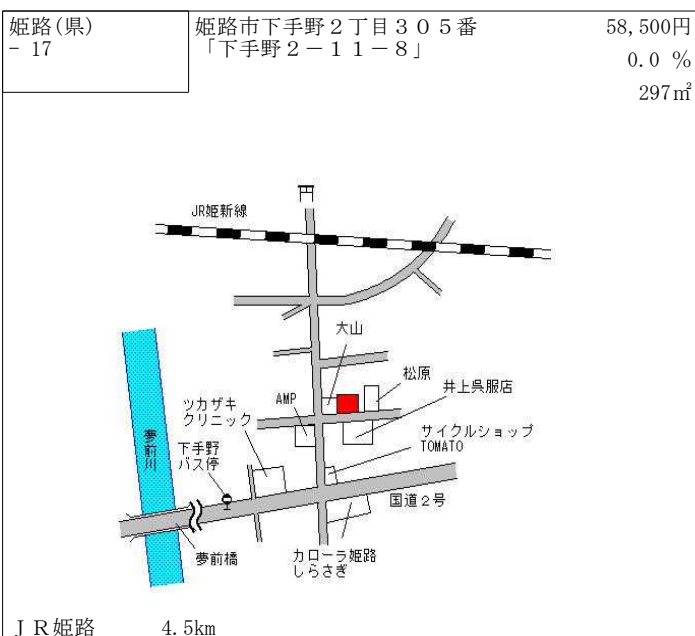 姫路(県)
- 17
姫路市下手野２丁目３０５番
「下手野２－１１－８」
58,500円
0.0 %
297㎡
JR姫新線
大山
松原
井上呉服店
AMP
ツカザキ
クリニック
サイクルショップ
TOMATO
夢前川
下手野
バス停
国道２号
夢前橋
カローラ姫路
しらさぎ
ＪＲ姫路
4.5km